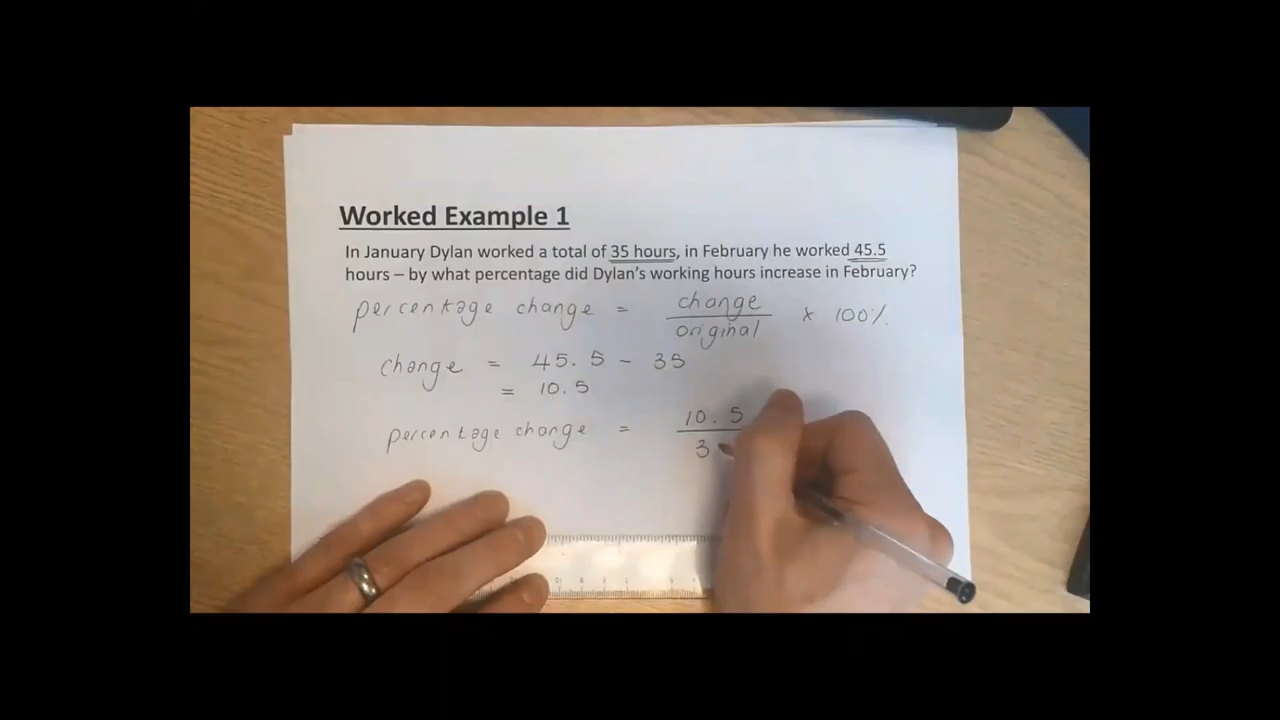 Worked Example 1
In January Dylan worked a total of 35 hours, in February he worked 45.5
hours – by what percentage did Dylan's working hours increase in February?
percentage change = change / original × 100%
change = 45.5 - 35
= 10.5
percentage change = 10.5 / 3